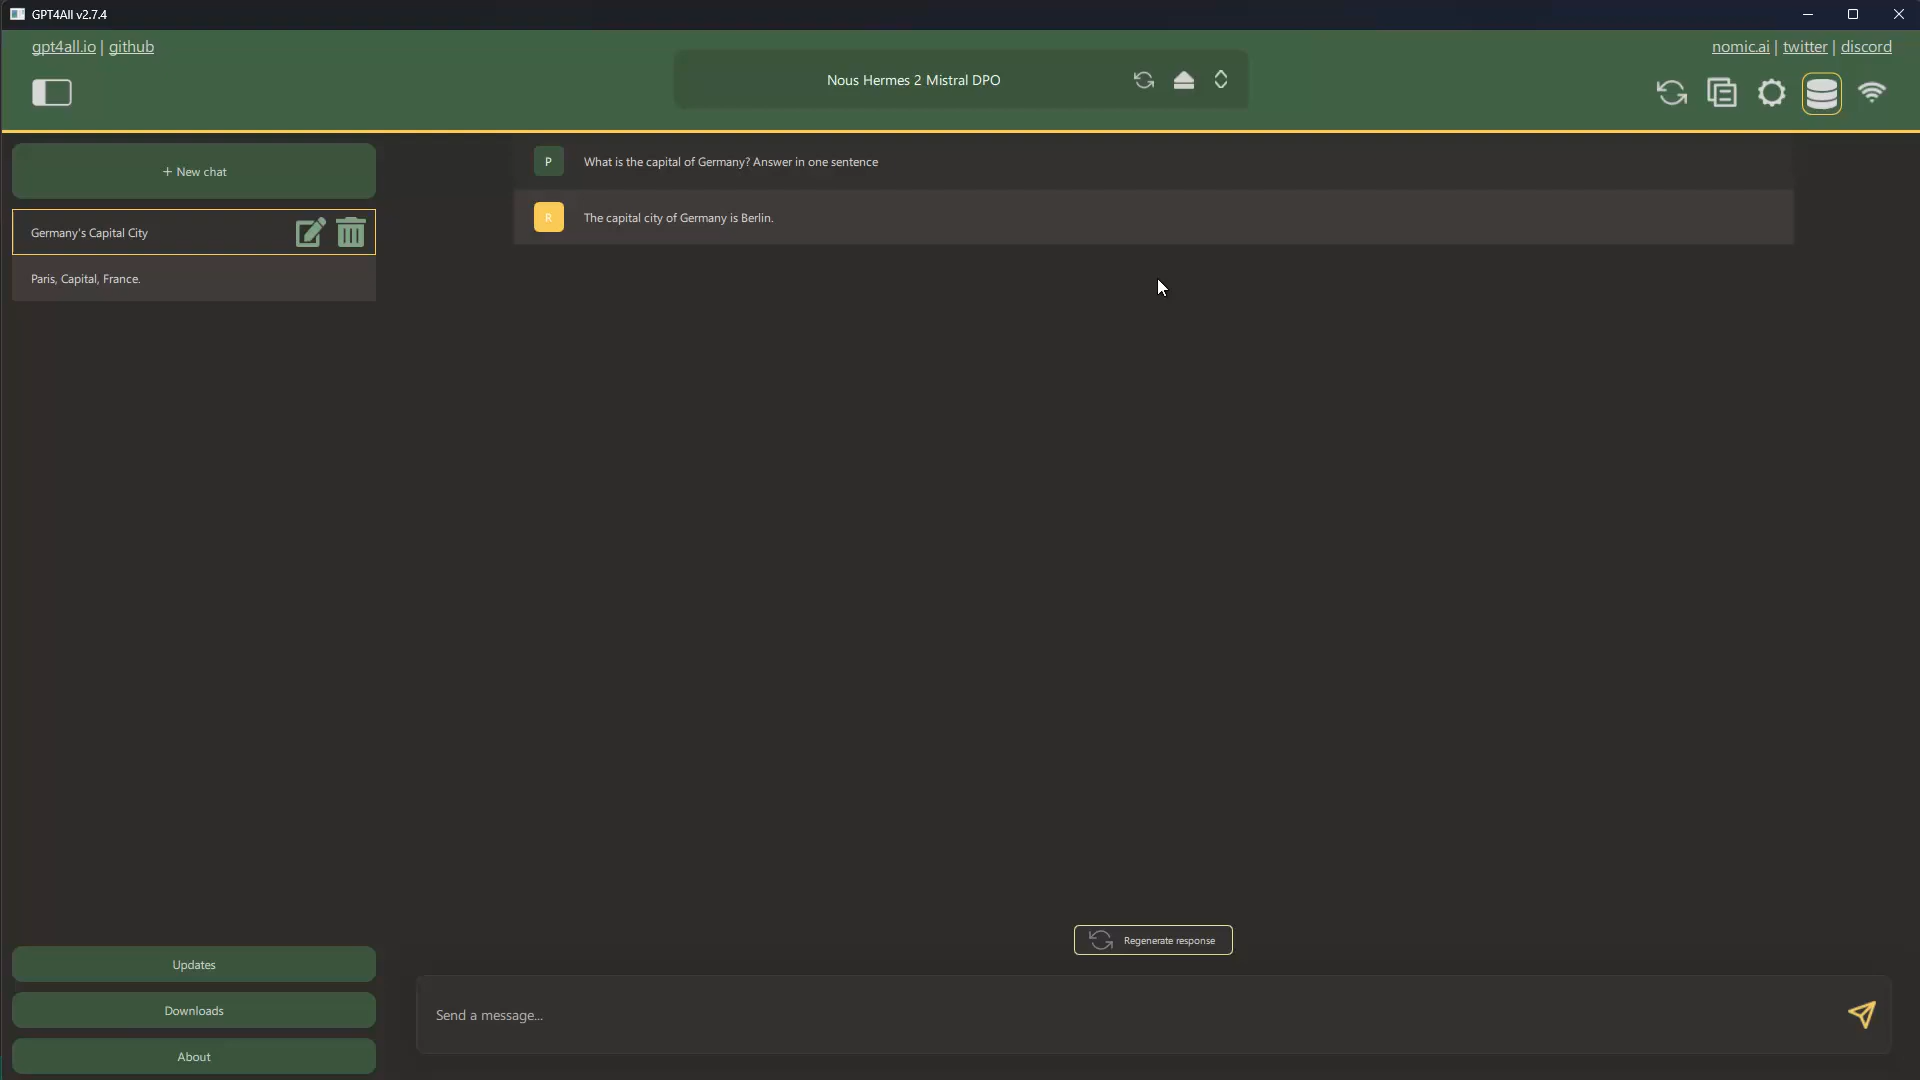 GPT4All v2.7.4
gpt4all.io | github
nomic.ai | twitter | discord
Nous Hermes 2 Mistral DPO
+ New chat
Germany's Capital City
Paris, Capital, France.
P
What is the capital of Germany? Answer in one sentence
R
The capital city of Germany is Berlin.
Regenerate response
Send a message...
Updates
Downloads
About